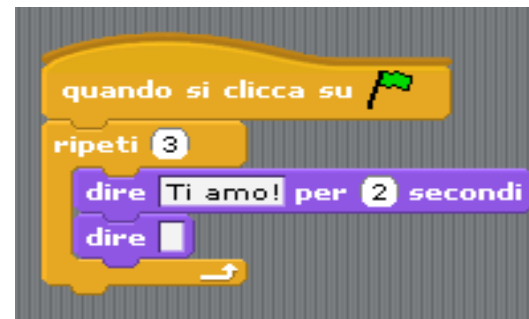 quando si clicca su
ripeti 3
dire Ti amo! per 2 secondi
dire